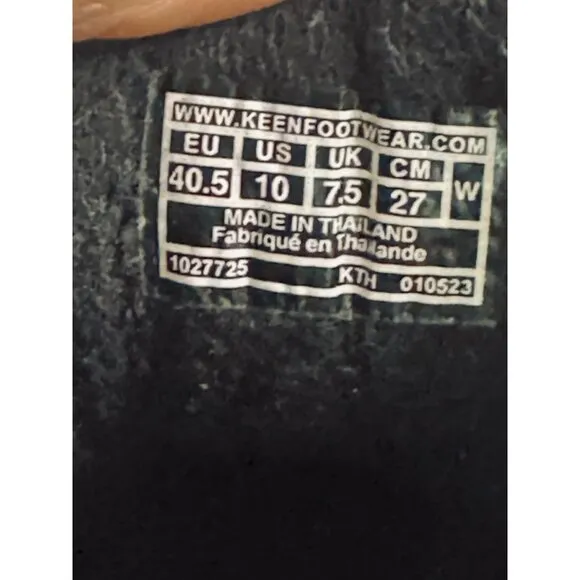 WWW.KEENFOOTWEAR.COM
EU US UK CM W
40.5 10 7.5 27
MADE IN THAILAND
Fabriqué en Thaïlande
1027725 KTH 010523